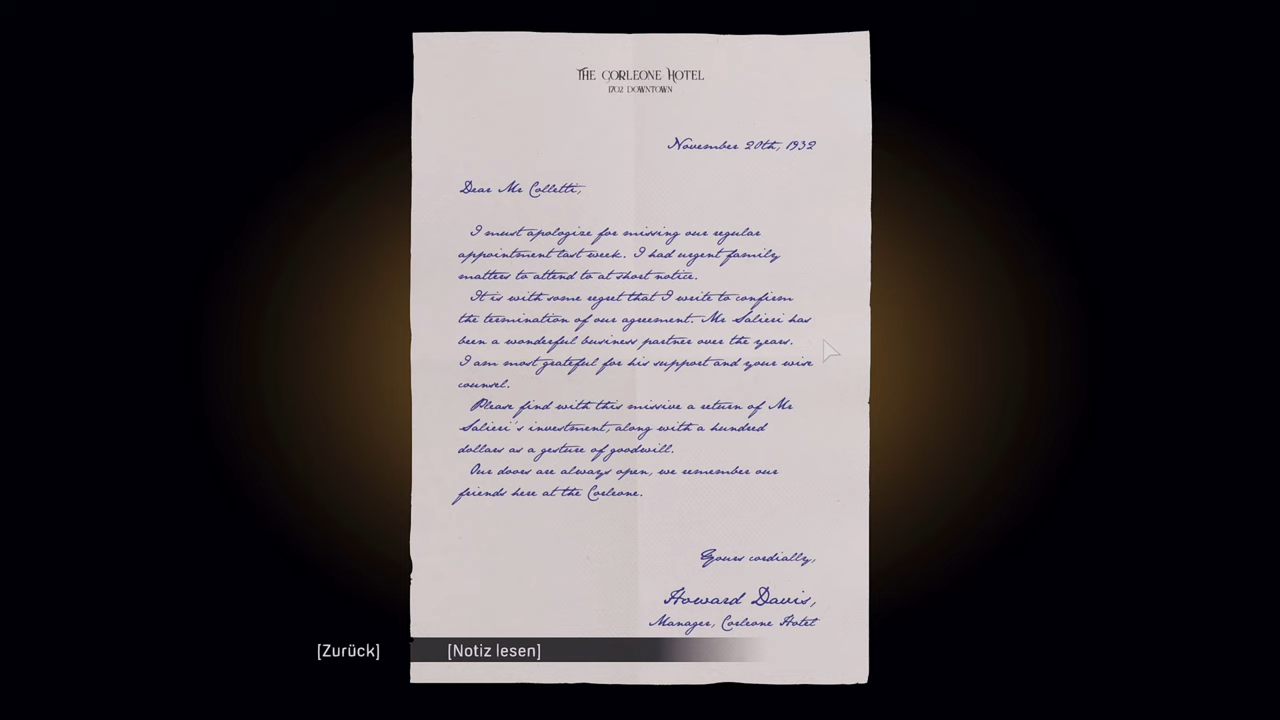 THE CORLEONE HOTEL
1702 DOWNTOWN
November 20th, 1932
Dear Mr Colletti,
I must apologize for missing our regular
appointment last week. I had urgent family
matters to attend to at short notice.
It is with some regret that I write to confirm
the termination of our agreement. Mr Salieri has
been a wonderful business partner over the years.
I am most grateful for his support and your wise
counsel.
Please find with this missive a return of Mr
Salieri's investment, along with a hundred
dollars as a gesture of goodwill.
Our doors are always open, we remember our
friends here at the Corleone.
Yours cordially,
Howard Davis,
Manager, Corleone Hotel
[Zurück] [Notiz lesen]